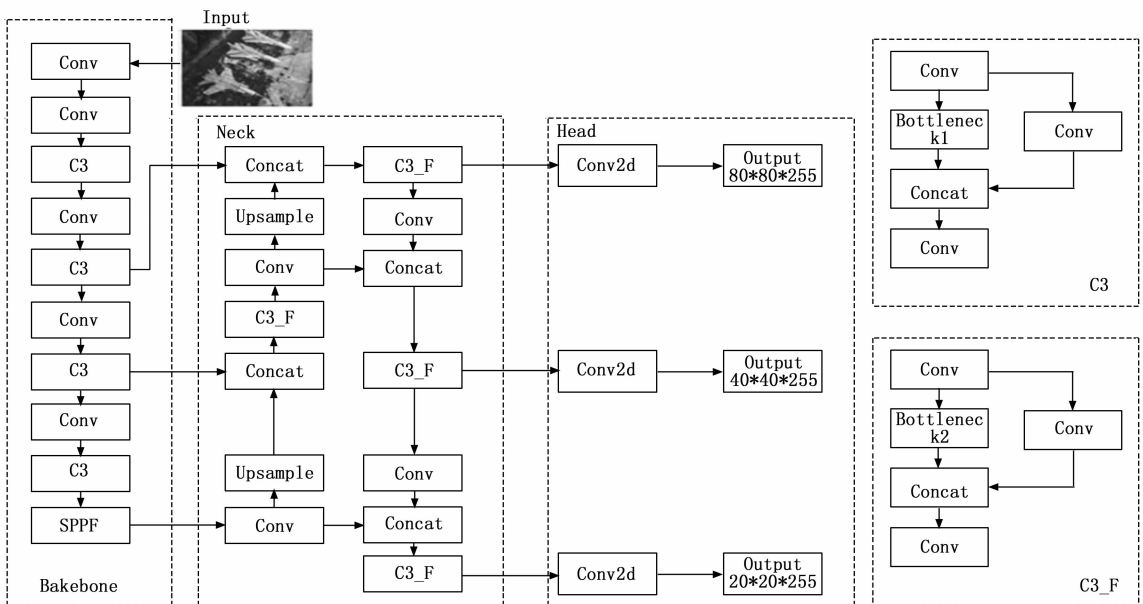 Input
Conv
Conv
C3
Conv
C3
Conv
C3
Conv
C3
SPPF
Bakebone
Neck
Concat
Upsample
Conv
C3_F
Concat
Upsample
Conv
C3_F
Conv
Concat
C3_F
Conv
Concat
C3_F
Head
Conv2d
Output
80*80*255
Conv2d
Output
40*40*255
Conv2d
Output
20*20*255
Conv
Bottlenec
k1
Conv
Concat
Conv
C3
Conv
Bottlenec
k2
Conv
Concat
Conv
C3_F